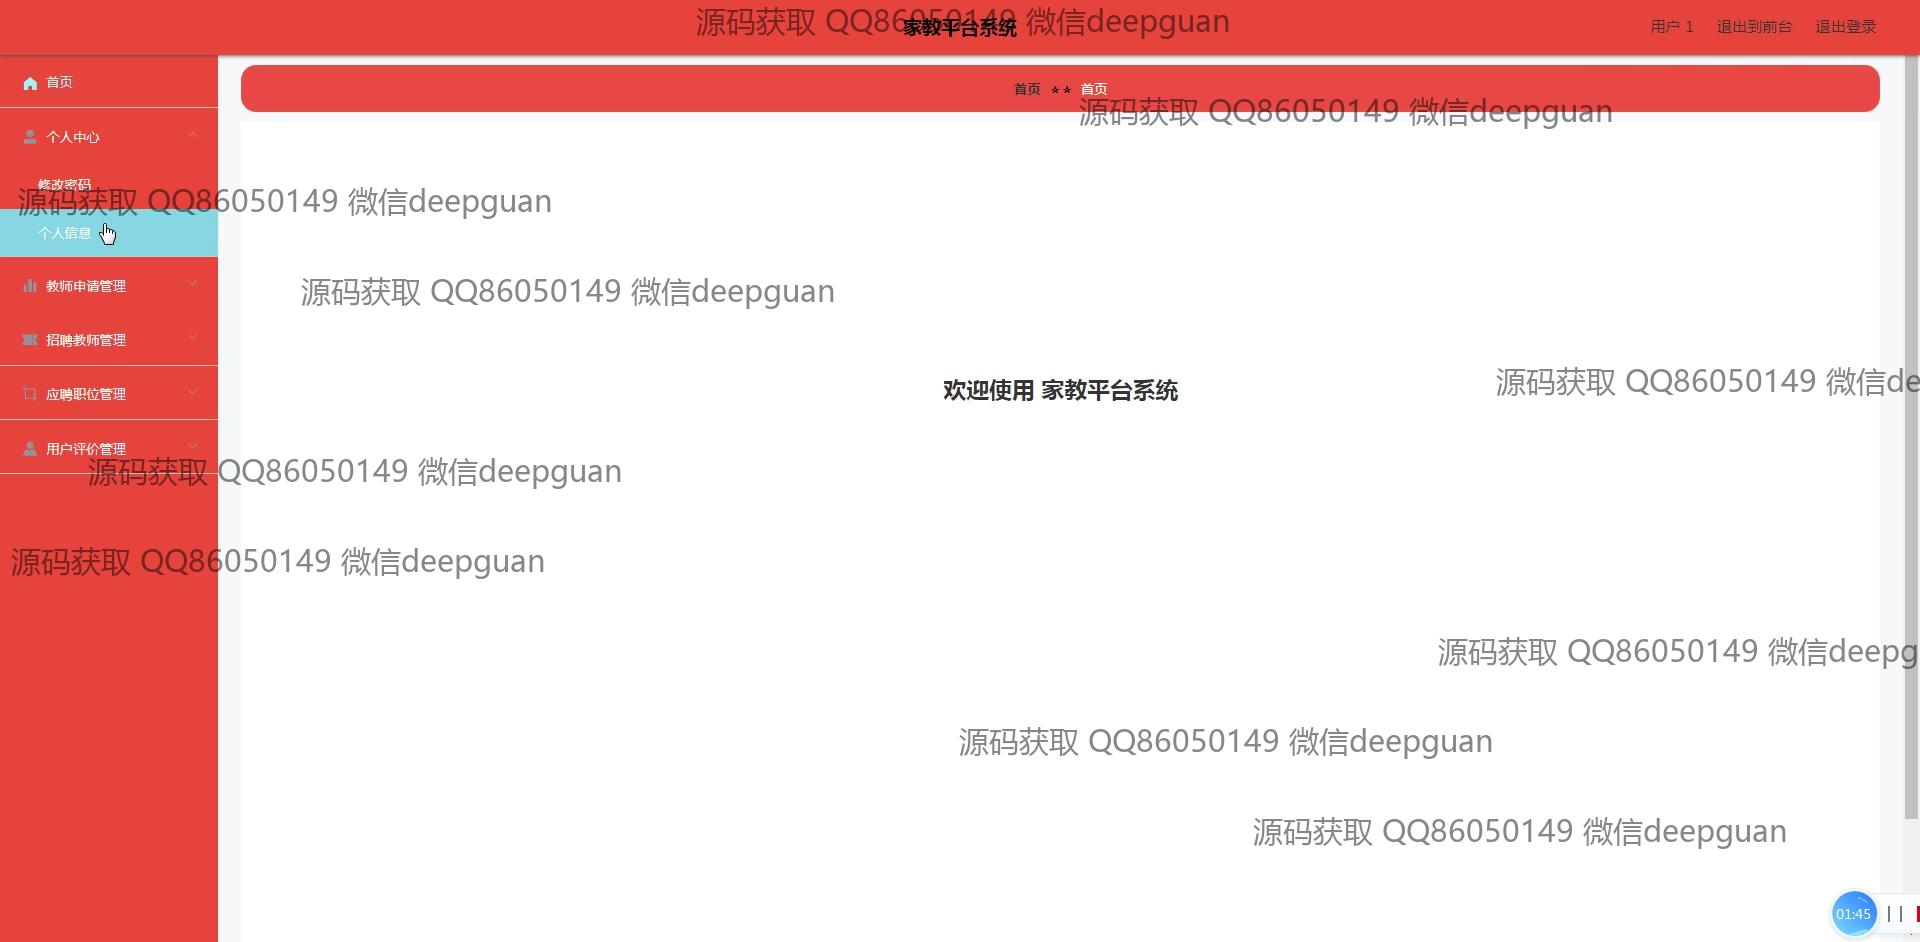 源码获取 QQ86050149 微信deepguan
家教平台系统
用户 1 退出到前台 退出登录
首页
首页 ★★ 首页
源码获取 QQ86050149 微信deepguan
个人中心
修改密码
源码获取 QQ86050149 微信deepguan
个人信息
教师申请管理
源码获取 QQ86050149 微信deepguan
招聘教师管理
欢迎使用 家教平台系统
源码获取 QQ86050149 微信de
应聘职位管理
用户评价管理
源码获取 QQ86050149 微信deepguan
源码获取 QQ86050149 微信deepguan
源码获取 QQ86050149 微信deepg
源码获取 QQ86050149 微信deepguan
源码获取 QQ86050149 微信deepguan
01:45